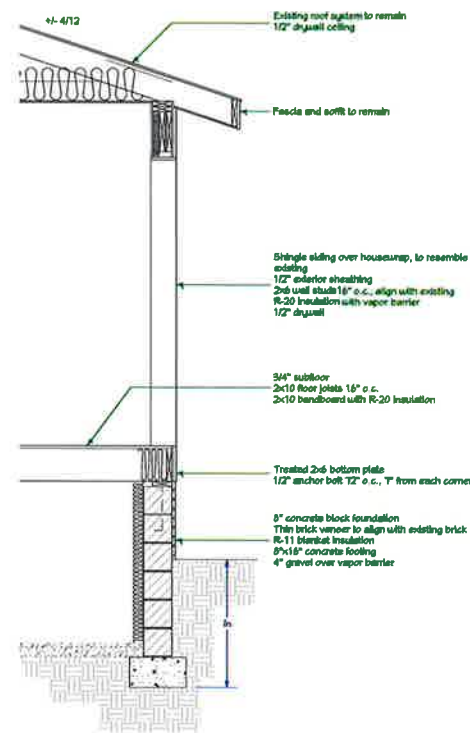 +/- 4/12
Existing roof system to remain
1/2" drywall ceiling
Fascia and soffit to remain
Shingle siding over housewrap, to resemble
existing
1/2" exterior sheathing
2x6 wall studs 16" o.c., align with existing
R-20 insulation with vapor barrier
1/2" drywall
3/4" subfloor
2x10 floor joists 16" o.c.
2x10 bandboard with R-20 insulation
Treated 2x6 bottom plate
1/2" anchor bolt 72" o.c., 1' from each corner
8" concrete block foundation
Thin brick veneer to align with existing brick
R-11 blanket insulation
8"x16" concrete footing
4" gravel over vapor barrier
in